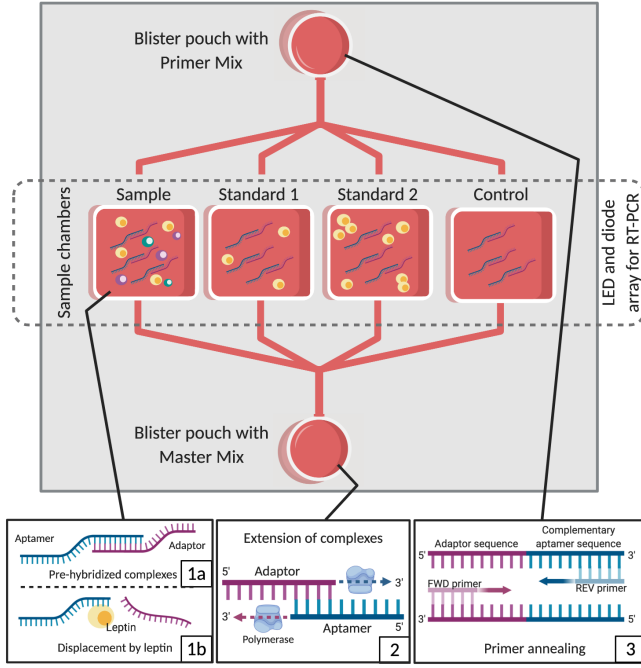 Blister pouch with
Primer Mix
Sample chambers
Sample
Standard 1
Standard 2
Control
LED and diode
array for RT-PCR
Blister pouch with
Master Mix
Aptamer
Adaptor
Pre-hybridized complexes
1a
Leptin
Displacement by leptin
1b
Extension of complexes
5'
Adaptor
3'
3'
Polymerase
Aptamer
5'
2
Adaptor sequence
Complementary
aptamer sequence
5'
3'
FWD primer
REV primer
3'
5'
Primer annealing
3